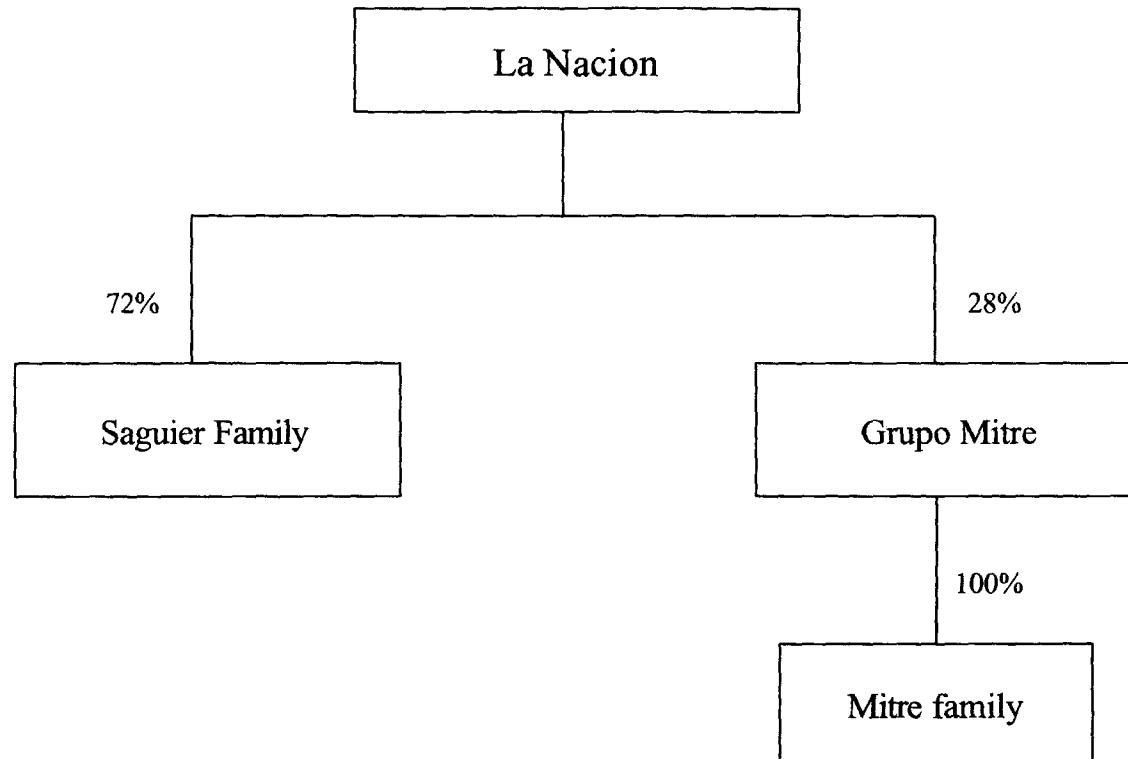 La Nacion
72%
28%
Saguier Family
Grupo Mitre
100%
Mitre family